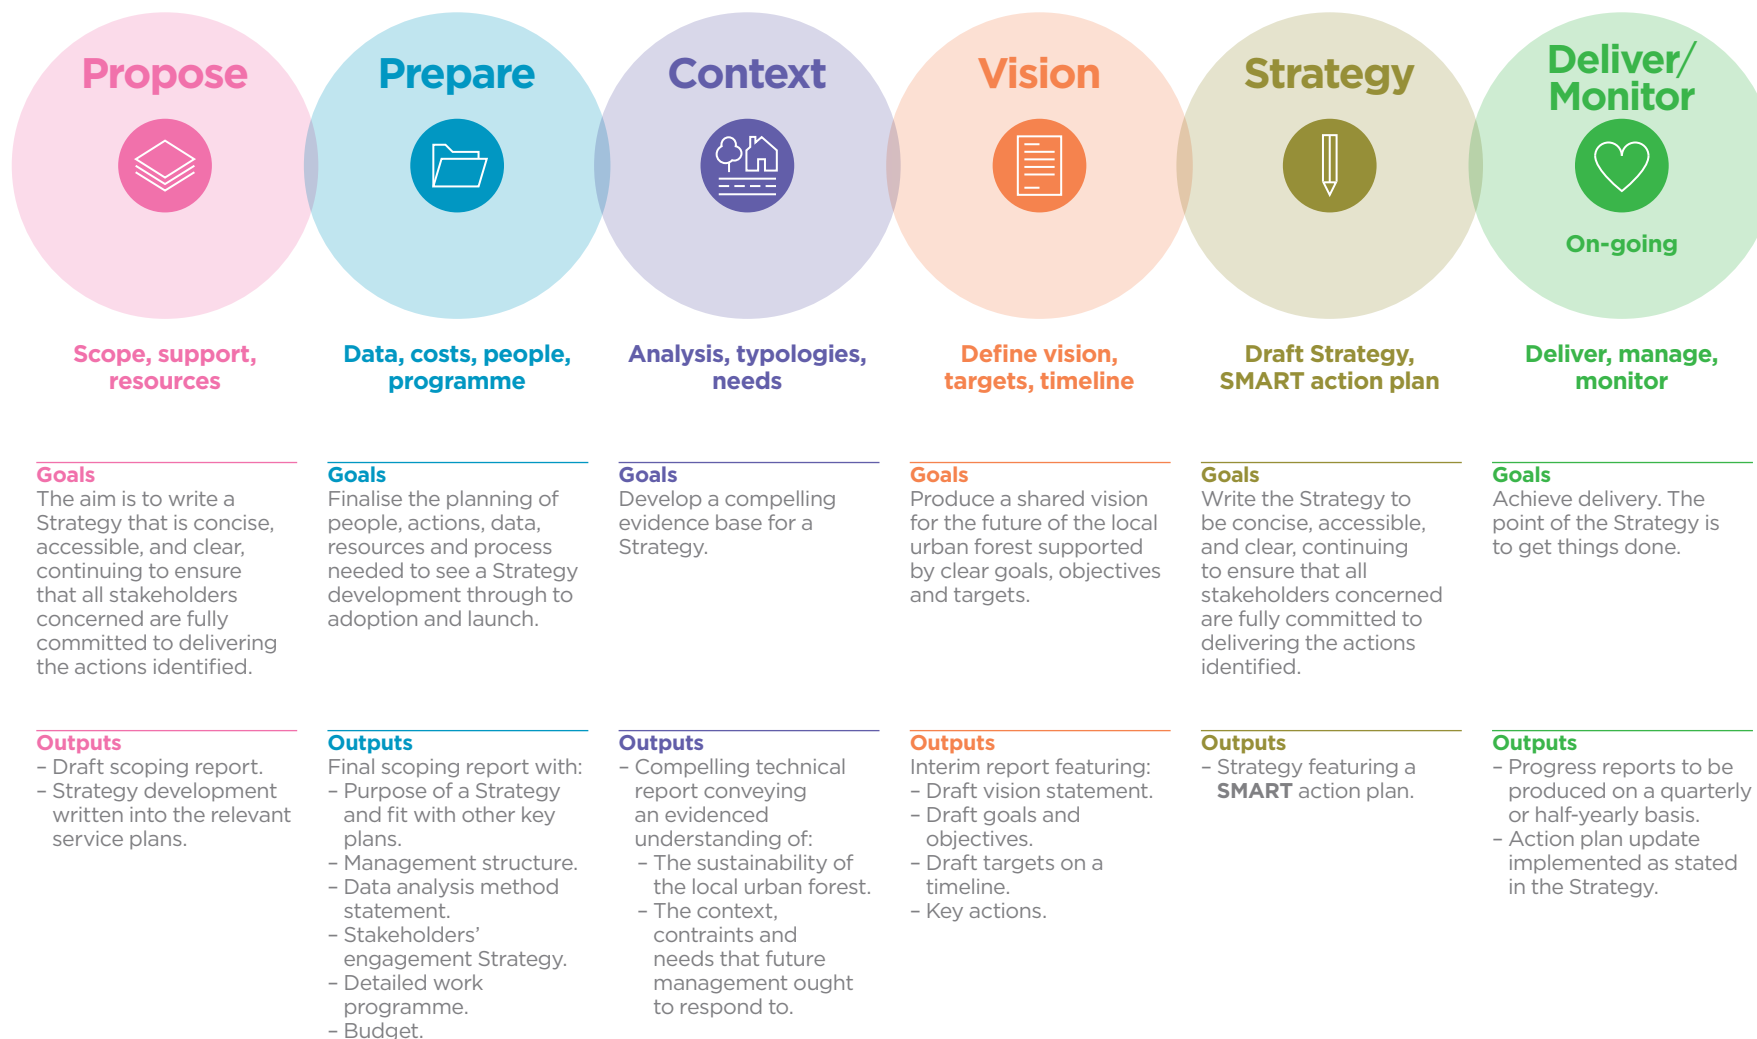 Propose
Scope, support,
resources
Goals
The aim is to write a
Strategy that is concise,
accessible, and clear,
continuing to ensure
that all stakeholders
concerned are fully
committed to delivering
the actions identified.
Outputs
– Draft scoping report.
– Strategy development
written into the relevant
service plans.
Prepare
Data, costs, people,
programme
Goals
Finalise the planning of
people, actions, data,
resources and process
needed to see a Strategy
development through to
adoption and launch.
Outputs
Final scoping report with:
– Purpose of a Strategy
and fit with other key
plans.
– Management structure.
– Data analysis method
statement.
– Stakeholders’
engagement Strategy.
– Detailed work
programme.
– Budget.
Context
Analysis, typologies,
needs
Goals
Develop a compelling
evidence base for a
Strategy.
Outputs
– Compelling technical
report conveying
an evidenced
understanding of:
– The sustainability of
the local urban forest.
– The context,
contraints and
needs that future
management ought
to respond to.
Vision
Define vision,
targets, timeline
Goals
Produce a shared vision
for the future of the local
urban forest supported
by clear goals, objectives
and targets.
Outputs
Interim report featuring:
– Draft vision statement.
– Draft goals and
objectives.
– Draft targets on a
timeline.
– Key actions.
Strategy
Draft Strategy,
SMART action plan
Goals
Write the Strategy to
be concise, accessible,
and clear, continuing
to ensure that all
stakeholders concerned
are fully committed to
delivering the actions
identified.
Outputs
– Strategy featuring a
SMART action plan.
Deliver/
Monitor
On-going
Deliver, manage,
monitor
Goals
Achieve delivery. The
point of the Strategy is
to get things done.
Outputs
– Progress reports to be
produced on a quarterly
or half-yearly basis.
– Action plan update
implemented as stated
in the Strategy.